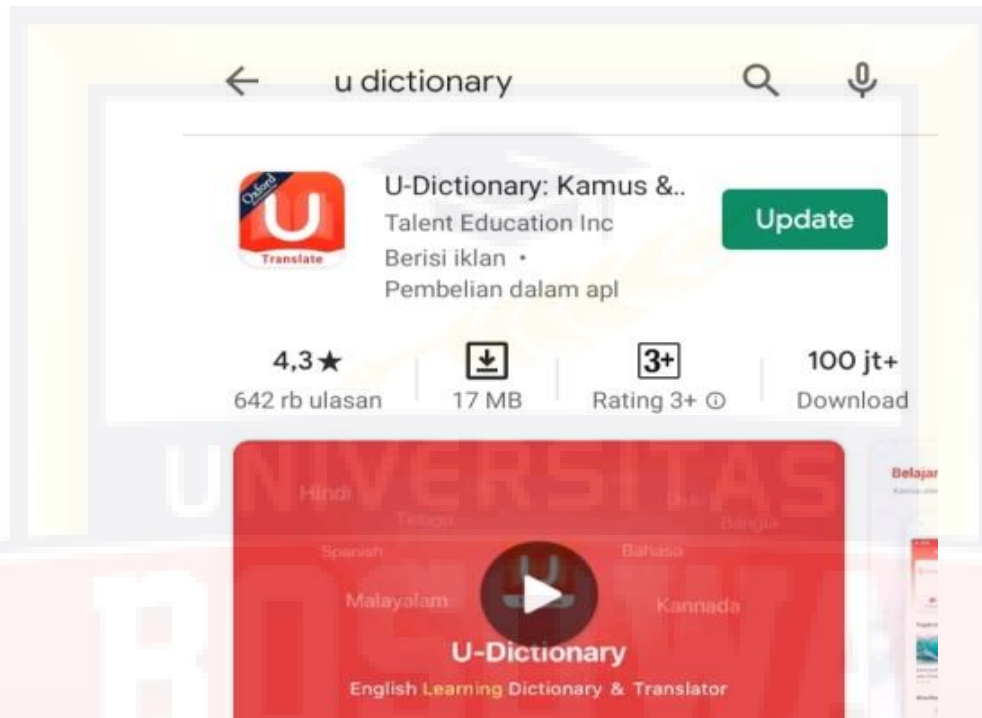 u dictionary
Oxford
U
Translate
U-Dictionary: Kamus &..
Talent Education Inc
Berisi iklan •
Pembelian dalam apl
Update
4,3★
642 rb ulasan
17 MB
3+
Rating 3+
100 jt+
Download
UNIVERSITAS
Hindi
Telugu
Bangla
Spanish
Bahasa
Malayalam
Kannada
U
U-Dictionary
English Learning Dictionary & Translator
Belajar
BOSOWA